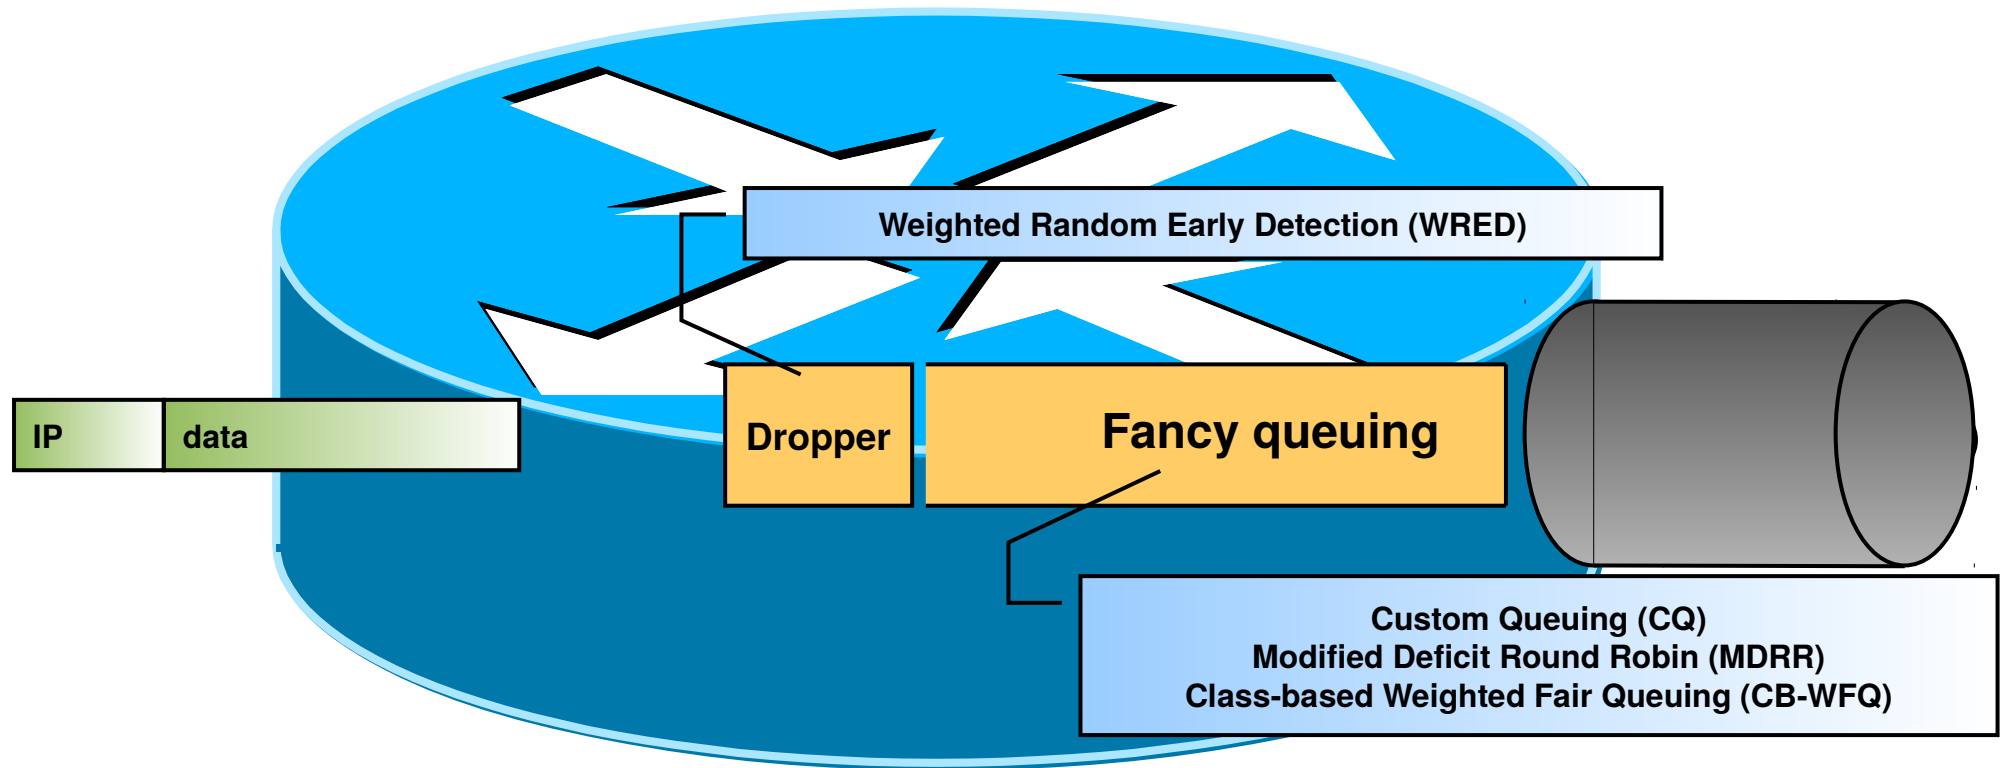 Weighted Random Early Detection (WRED)
IP
data
Dropper
Fancy queuing
Custom Queuing (CQ)
Modified Deficit Round Robin (MDRR)
Class-based Weighted Fair Queuing (CB-WFQ)